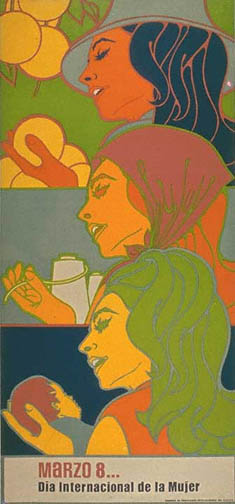 MARZO 8...
Día Internacional de la Mujer